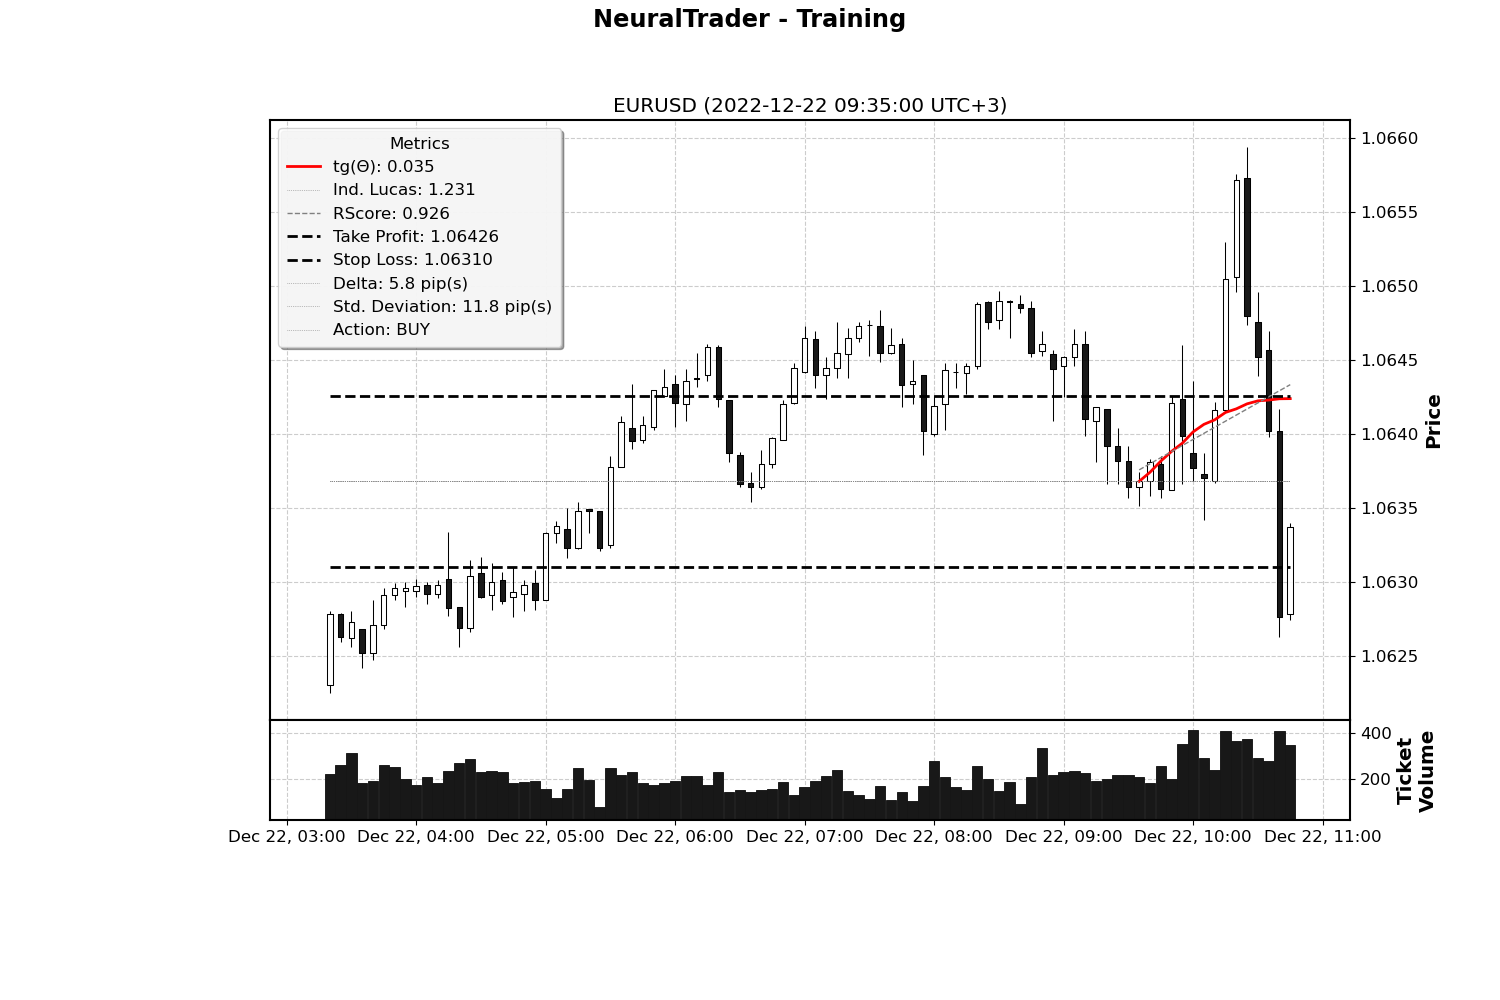 NeuralTrader - Training
EURUSD (2022-12-22 09:35:00 UTC+3)
Metrics
tg(Θ): 0.035
Ind. Lucas: 1.231
RScore: 0.926
Take Profit: 1.06426
Stop Loss: 1.06310
Delta: 5.8 pip(s)
Std. Deviation: 11.8 pip(s)
Action: BUY
1.0660
1.0655
1.0650
1.0645
1.0640
1.0635
1.0630
1.0625
Price
400
200
Ticket
Volume
Dec 22, 03:00 Dec 22, 04:00 Dec 22, 05:00 Dec 22, 06:00 Dec 22, 07:00 Dec 22, 08:00 Dec 22, 09:00 Dec 22, 10:00 Dec 22, 11:00